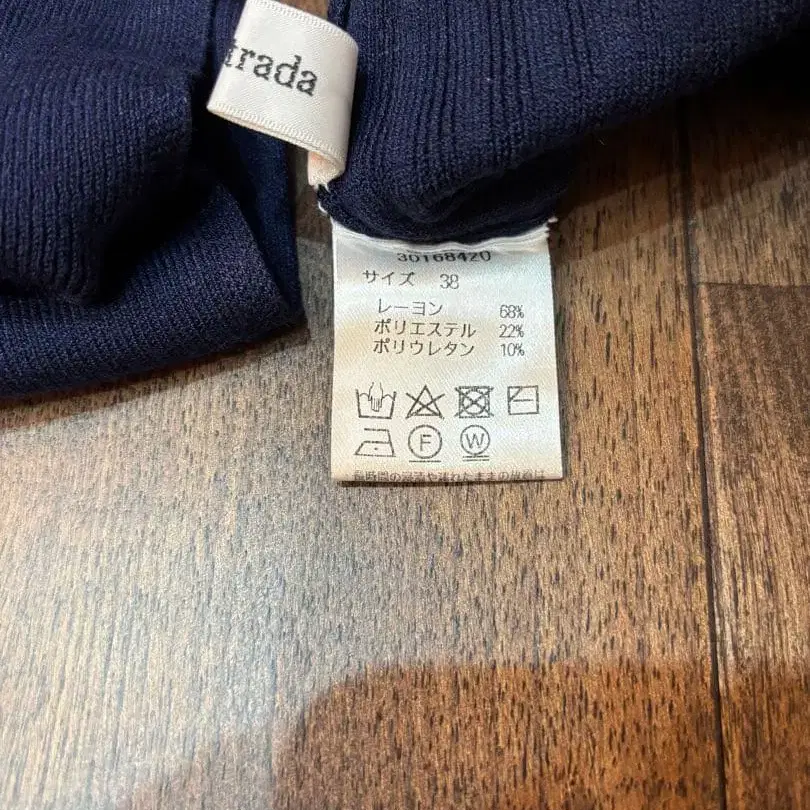 trada
30168420
サイズ 38
レーヨン 68%
ポリエステル 22%
ポリウレタン 10%
F
W